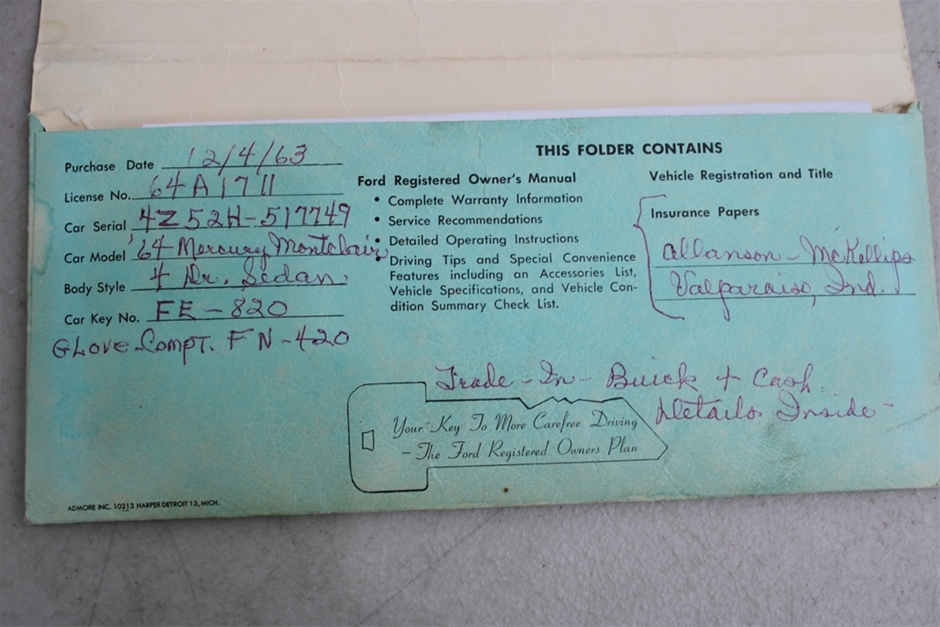 Purchase Date 12/4/63
License No. 64A1711
Car Serial 4Z52H-517749
Car Model '64 Mercury Montclair
Body Style 4 Dr. Sedan
Car Key No. FE-820
GLOVE Compt. FN-420
THIS FOLDER CONTAINS
Ford Registered Owner's Manual
• Complete Warranty Information
• Service Recommendations
• Detailed Operating Instructions
• Driving Tips and Special Convenience
Features including an Accessories List,
Vehicle Specifications, and Vehicle Con-
dition Summary Check List.
Vehicle Registration and Title
Insurance Papers
Allanson - McKellips
Valparaiso, Ind.
Trade-In- Buick + Cash
Details Inside-
Your Key To More Carefree Driving
—The Ford Registered Owners Plan
ADMORE INC. 10213 HARPER DETROIT 13, MICH.